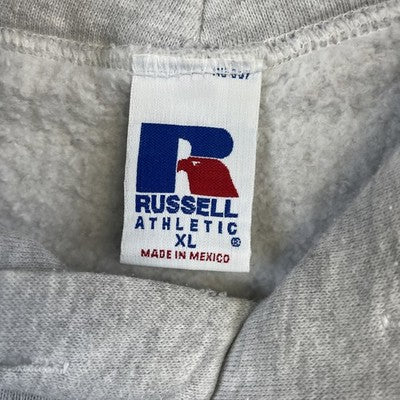 R
RUSSELL
ATHLETIC
XL ®
MADE IN MEXICO